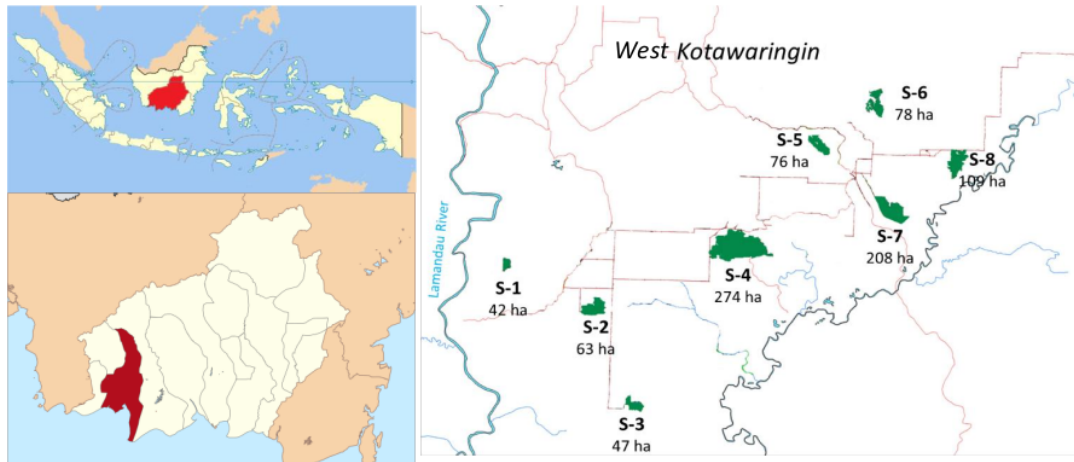 West Kotawaringin
Lamandau River
S-1
42 ha
S-2
63 ha
S-3
47 ha
S-4
274 ha
S-5
76 ha
S-6
78 ha
S-7
208 ha
S-8
109 ha